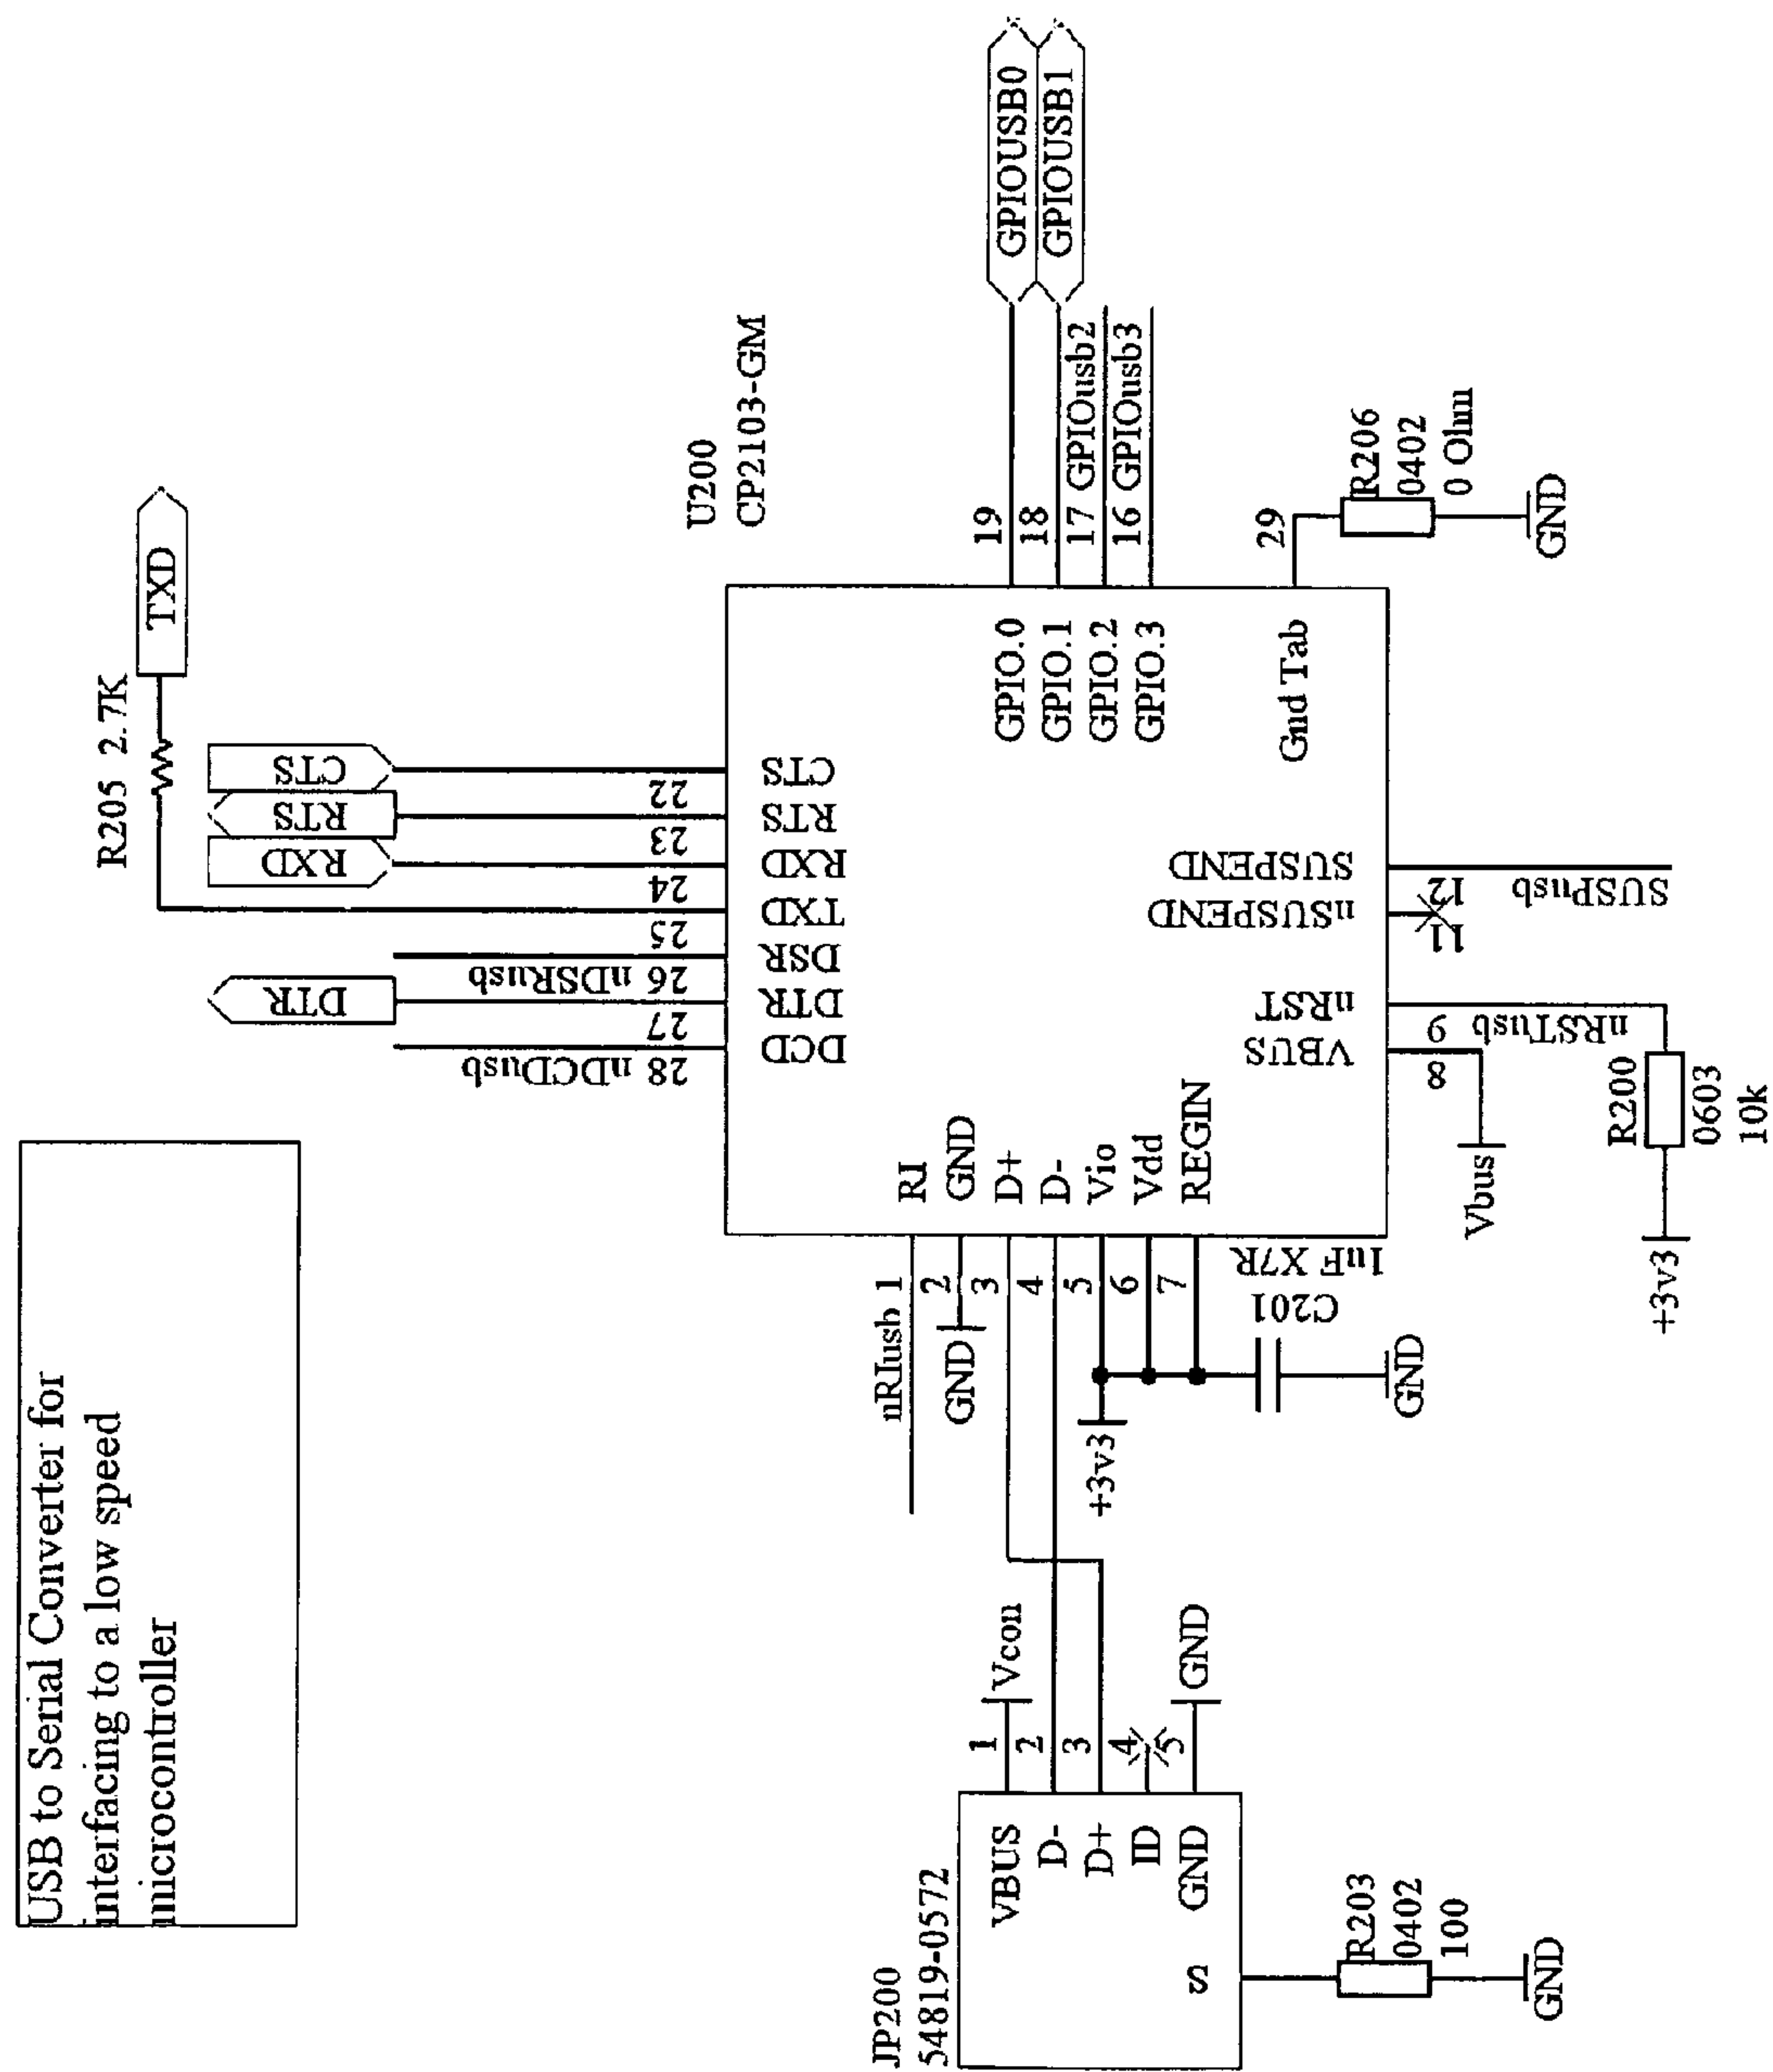 USB to Serial Converter for
interfacing to a low speed
microcontroller
R205 2.7K
TXD
CTS
RTS
RXD
DTR
22
23
24
25
26 nDSRusb
27
28 nDCDusb
CTS
RTS
RXD
TXD
DSR
DTR
DCD
U200
CP2103-GM
19
18
17 GPIOusb2
16 GPIOusb3
GPIOUSB0
GPIOUSB1
GPIO.0
GPIO.1
GPIO.2
GPIO.3
Gnd Tab
29
R206
0402
0 Ohm
GND
RI
GND
D+
D-
Vio
Vdd
REGIN
nRIusb 1
2
3
4
5
6
7
GND
+3v3
C201
1uF X7R
GND
SUSPEND
nSUSPEND
nRST
VBUS
12
SUSPusb
11
9
nRSTusb
8
Vbus
R200
0603
10k
+3v3
JP200
54819-0572
VBUS
D-
D+
ID
GND
S
1
2
3
4
5
Vcon
GND
R203
0402
100
GND